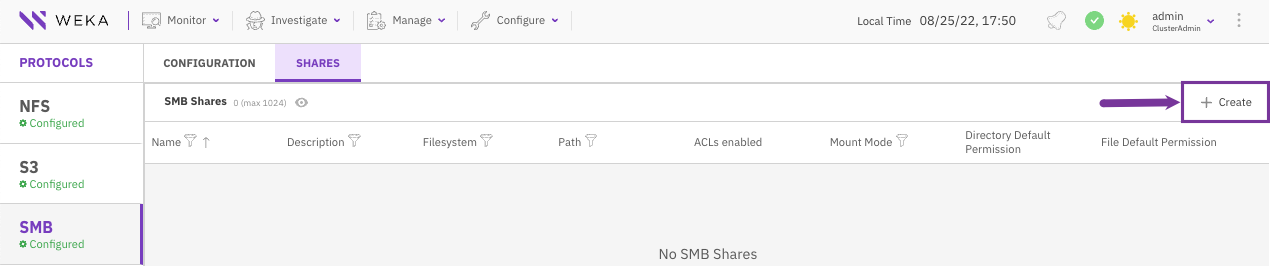 WEKA Monitor Investigate Manage Configure Local Time 08/25/22, 17:50 admin
ClusterAdmin
PROTOCOLS CONFIGURATION SHARES
NFS
Configured
S3
Configured
SMB
Configured
SMB Shares 0 (max 1024) + Create
Name Description Filesystem Path ACLs enabled Mount Mode Directory Default Permission File Default Permission
No SMB Shares